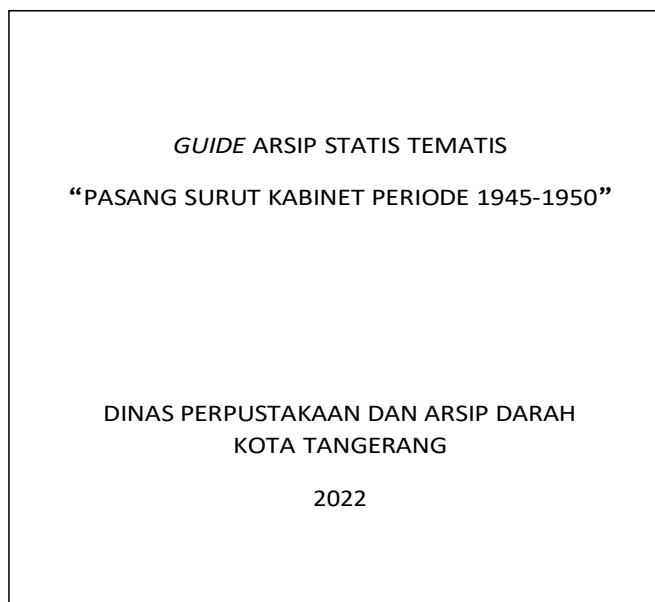 GUIDE ARSIP STATIS TEMATIS
“PASANG SURUT KABINET PERIODE 1945-1950”
DINAS PERPUSTAKAAN DAN ARSIP DARAH
KOTA TANGERANG
2022